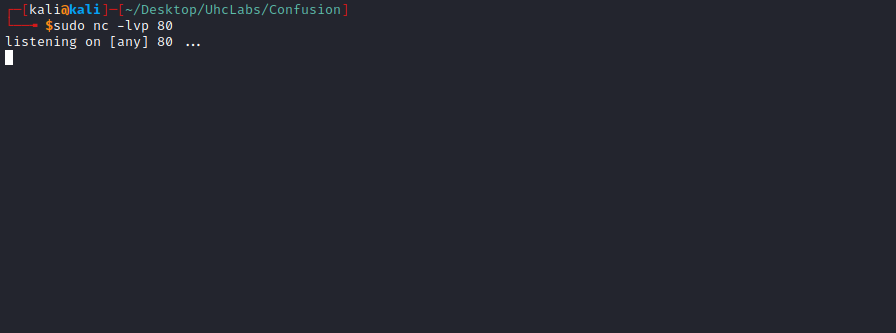 ┌─[kali@kali]─[~/Desktop/UhcLabs/Confusion]
└──╼ $sudo nc -lvp 80
listening on [any] 80 ...